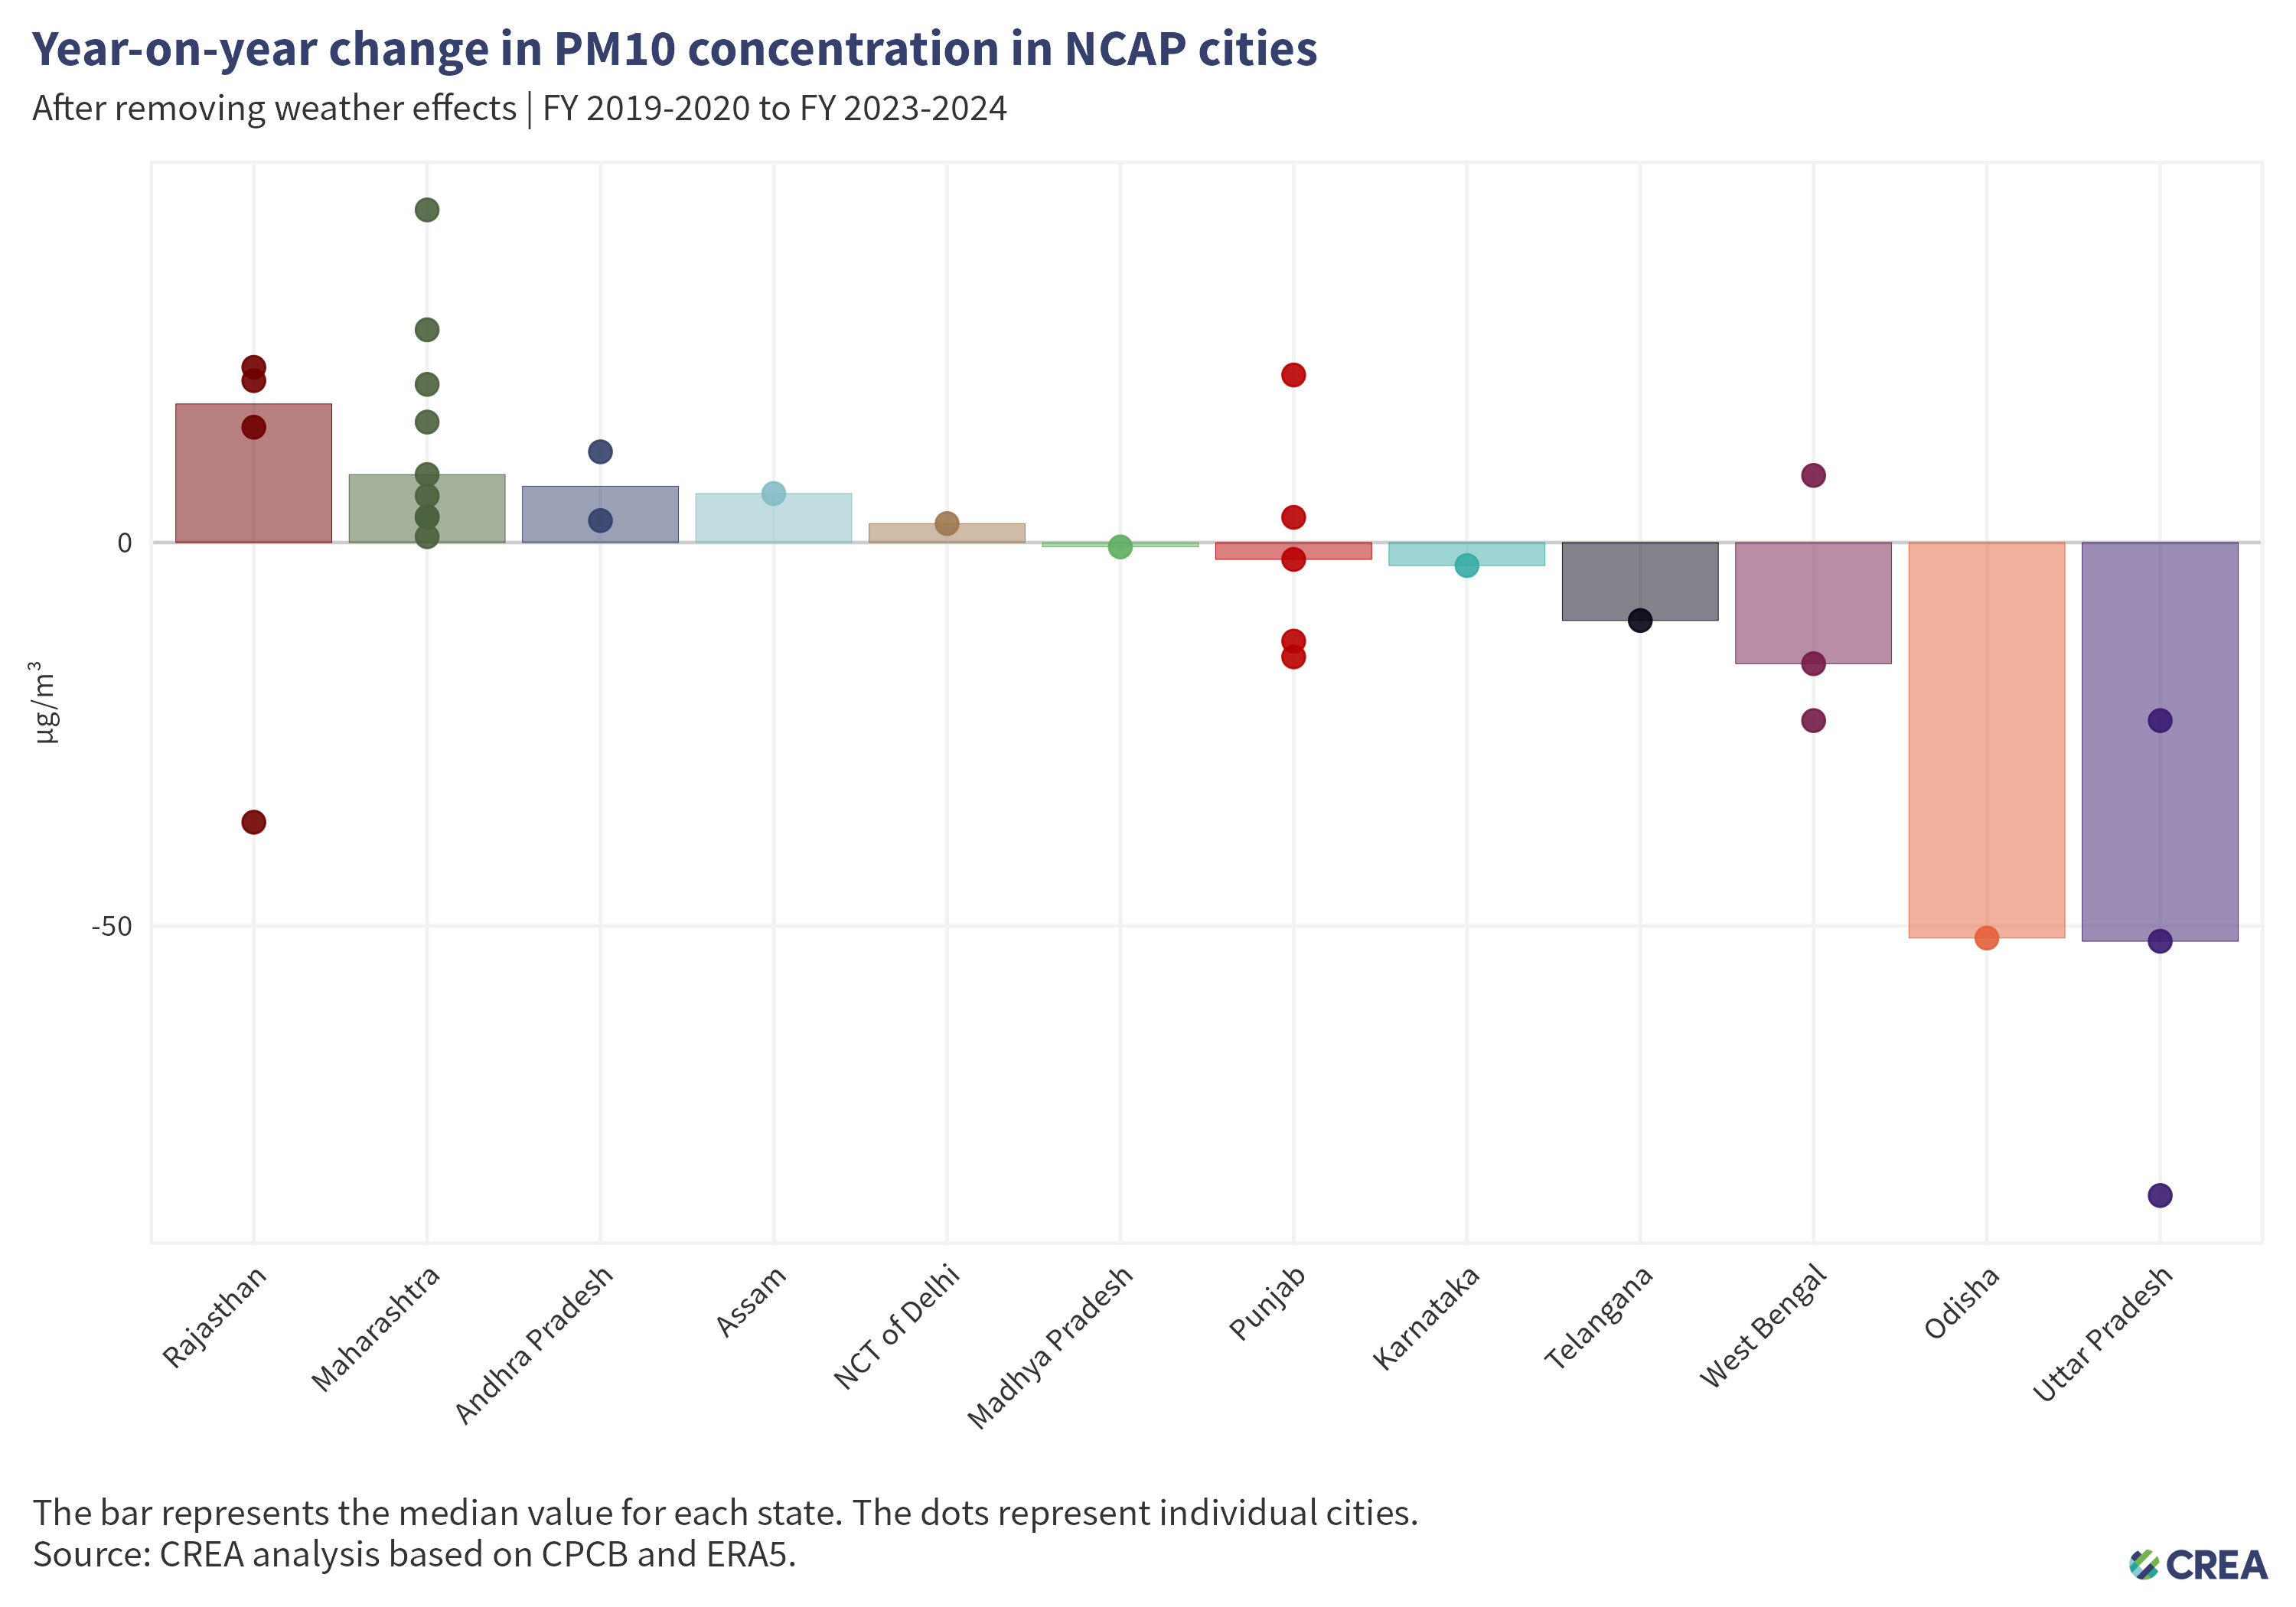 Year-on-year change in PM10 concentration in NCAP cities
After removing weather effects | FY 2019-2020 to FY 2023-2024
0
-50
µg/m³
Rajasthan
Maharashtra
Andhra Pradesh
Assam
NCT of Delhi
Madhya Pradesh
Punjab
Karnataka
Telangana
West Bengal
Odisha
Uttar Pradesh
The bar represents the median value for each state. The dots represent individual cities.
Source: CREA analysis based on CPCB and ERA5.
CREA